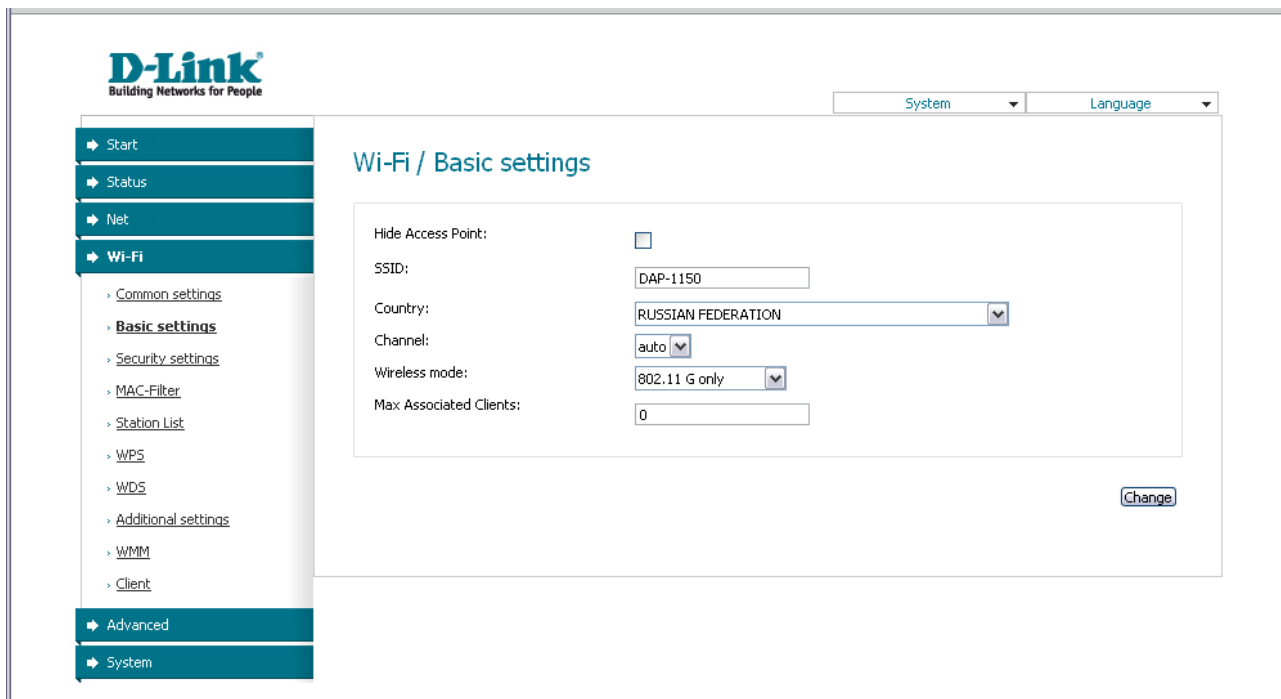 D-Link
Building Networks for People
System
Language
Start
Status
Net
Wi-Fi
Common settings
Basic settings
Security settings
MAC-Filter
Station List
WPS
WDS
Additional settings
WMM
Client
Advanced
System
Wi-Fi / Basic settings
Hide Access Point:
SSID: DAP-1150
Country: RUSSIAN FEDERATION
Channel: auto
Wireless mode: 802.11 G only
Max Associated Clients: 0
Change